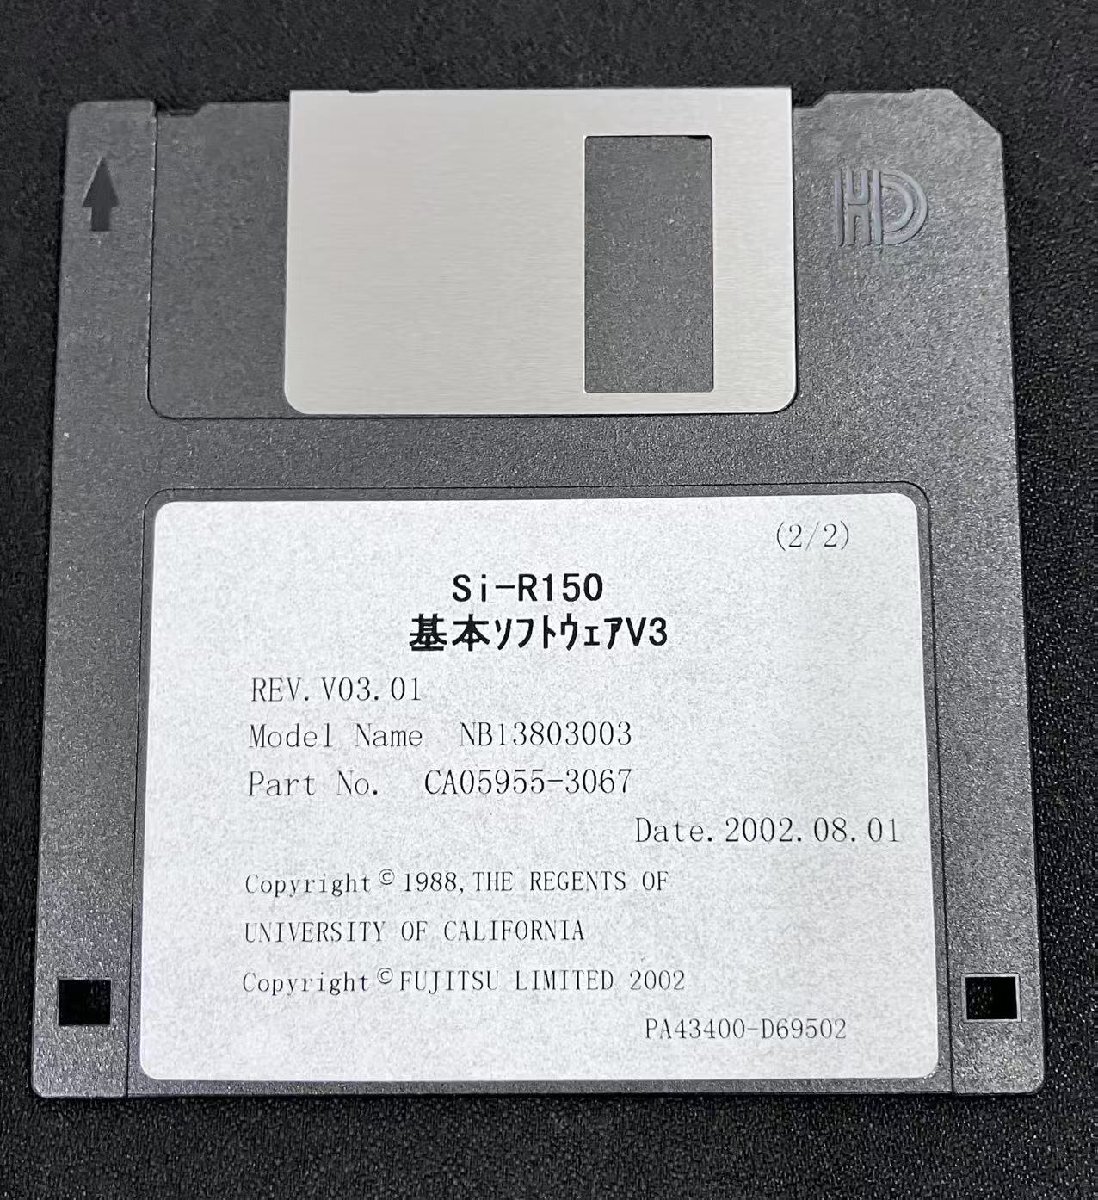 HD
(2/2)
Si-R150
基本ｿﾌﾄｳｪｱV3
REV. V03. 01
Model Name NB13803003
Part No. CA05955-3067
Date. 2002. 08. 01
Copyright © 1988, THE REGENTS OF
UNIVERSITY OF CALIFORNIA
Copyright © FUJITSU LIMITED 2002
PA43400-D69502